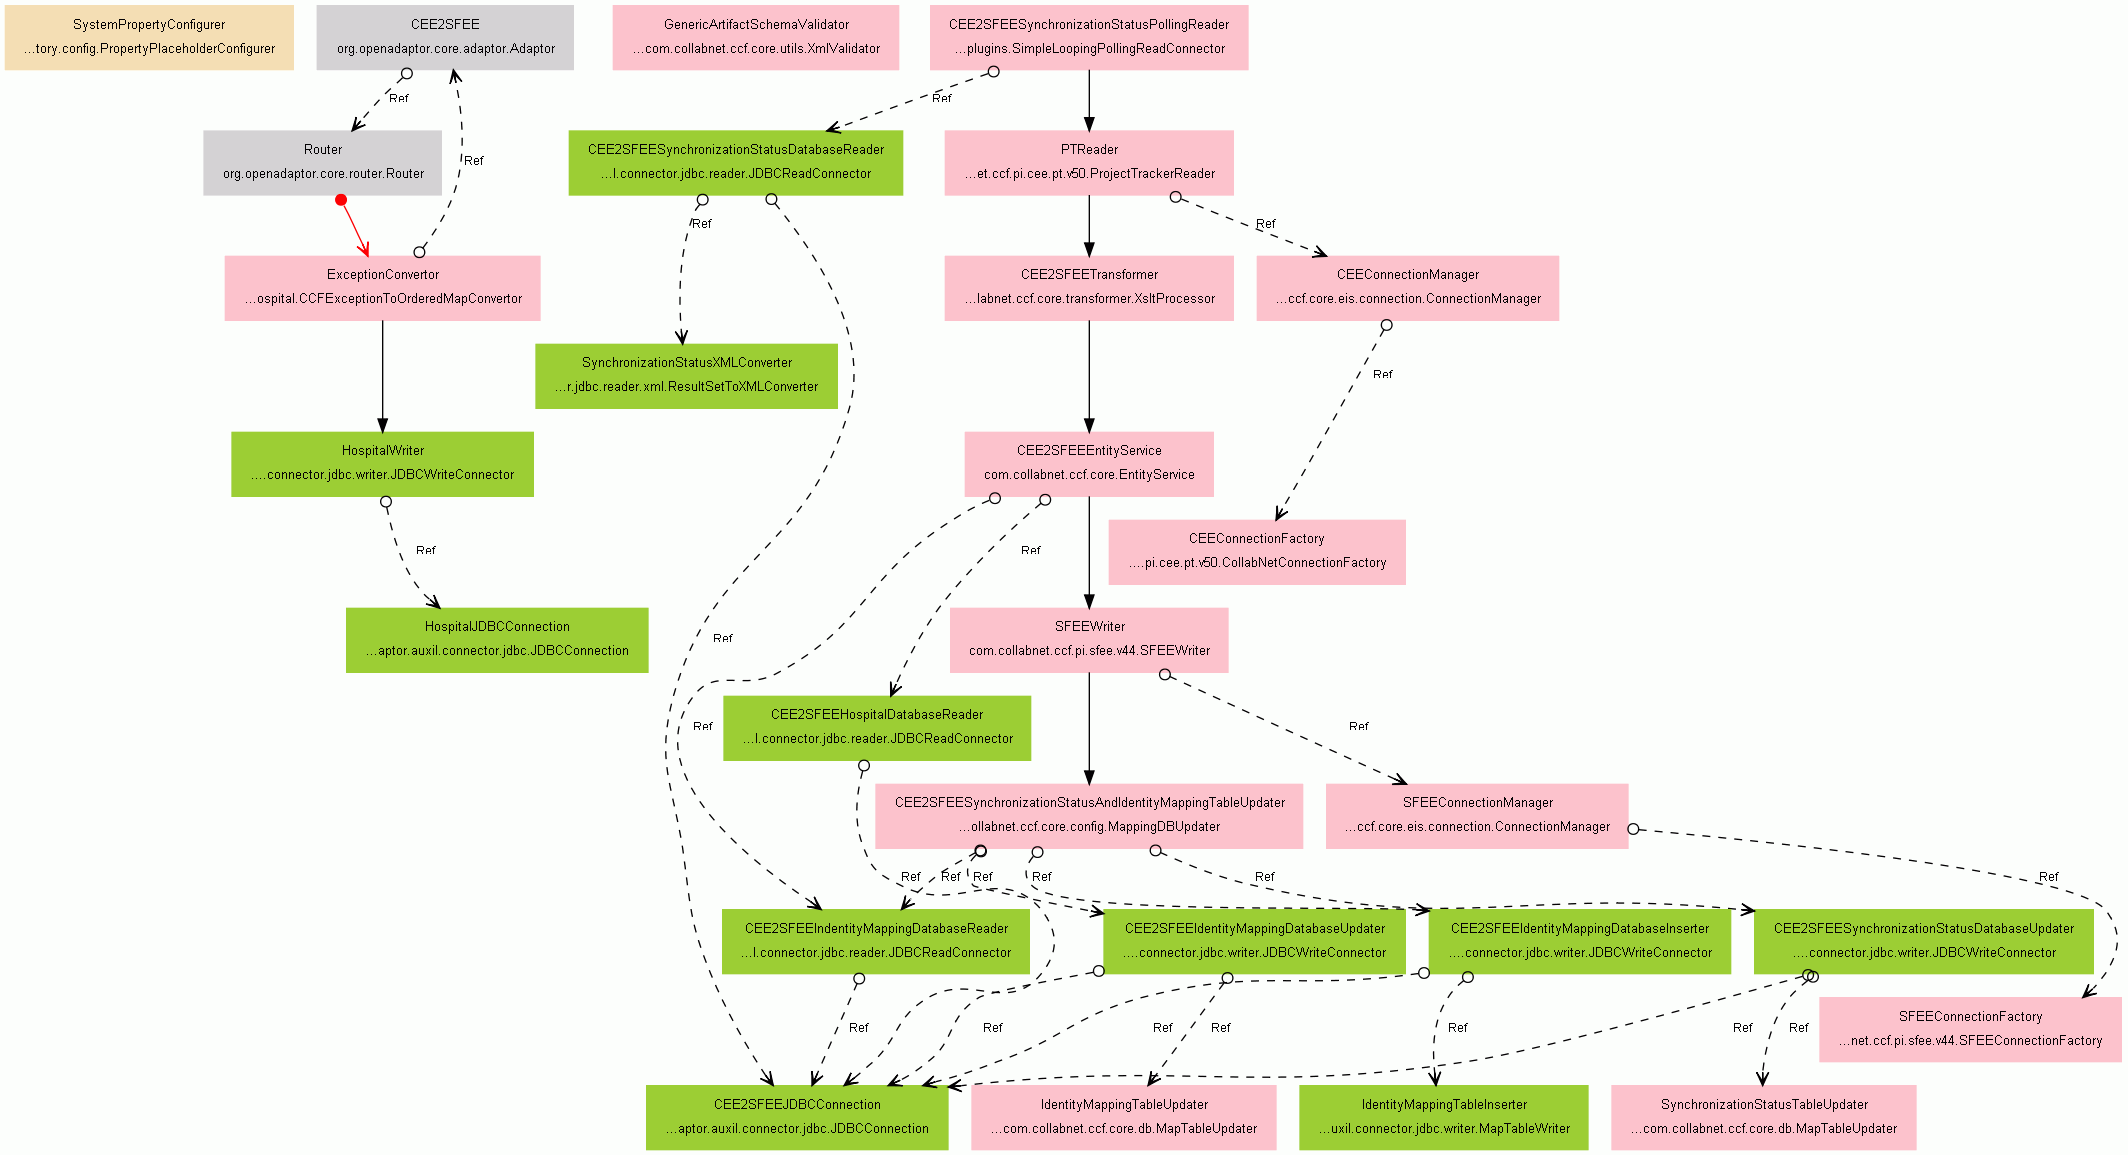 SystemPropertyConfigurer
...tory.config.PropertyPlaceholderConfigurer
CEE2SFEE
org.openadaptor.core.adaptor.Adaptor
GenericArtifactSchemaValidator
...com.collabnet.ccf.core.utils.XmlValidator
CEE2SFEESynchronizationStatusPollingReader
...plugins.SimpleLoopingPollingReadConnector
Ref
Ref
Router
org.openadaptor.core.router.Router
Ref
CEE2SFEESynchronizationStatusDatabaseReader
...l.connector.jdbc.reader.JDBCReadConnector
PTReader
...et.ccf.pi.cee.pt.v50.ProjectTrackerReader
Ref
Ref
ExceptionConvertor
...ospital.CCFExceptionToOrderedMapConvertor
CEE2SFEETransformer
...labnet.ccf.core.transformer.XsltProcessor
CEEConnectionManager
...ccf.core.eis.connection.ConnectionManager
SynchronizationStatusXMLConverter
...r.jdbc.reader.xml.ResultSetToXMLConverter
Ref
HospitalWriter
....connector.jdbc.writer.JDBCWriteConnector
CEE2SFEEEntityService
com.collabnet.ccf.core.EntityService
Ref
Ref
CEEConnectionFactory
....pi.cee.pt.v50.CollabNetConnectionFactory
HospitalJDBCConnection
...aptor.auxil.connector.jdbc.JDBCConnection
Ref
SFEEWriter
com.collabnet.ccf.pi.sfee.v44.SFEEWriter
Ref
CEE2SFEEHospitalDatabaseReader
...l.connector.jdbc.reader.JDBCReadConnector
Ref
CEE2SFEESynchronizationStatusAndIdentityMappingTableUpdater
...ollabnet.ccf.core.config.MappingDBUpdater
SFEEConnectionManager
...ccf.core.eis.connection.ConnectionManager
Ref
Ref
Ref
Ref
Ref
Ref
CEE2SFEEIndentityMappingDatabaseReader
...l.connector.jdbc.reader.JDBCReadConnector
CEE2SFEEIdentityMappingDatabaseUpdater
....connector.jdbc.writer.JDBCWriteConnector
CEE2SFEEIdentityMappingDatabaseInserter
....connector.jdbc.writer.JDBCWriteConnector
CEE2SFEESynchronizationStatusDatabaseUpdater
....connector.jdbc.writer.JDBCWriteConnector
Ref
Ref
Ref
Ref
Ref
Ref
Ref
SFEEConnectionFactory
...net.ccf.pi.sfee.v44.SFEEConnectionFactory
CEE2SFEEJDBCConnection
...aptor.auxil.connector.jdbc.JDBCConnection
IdentityMappingTableUpdater
...com.collabnet.ccf.core.db.MapTableUpdater
IdentityMappingTableInserter
...uxil.connector.jdbc.writer.MapTableWriter
SynchronizationStatusTableUpdater
...com.collabnet.ccf.core.db.MapTableUpdater